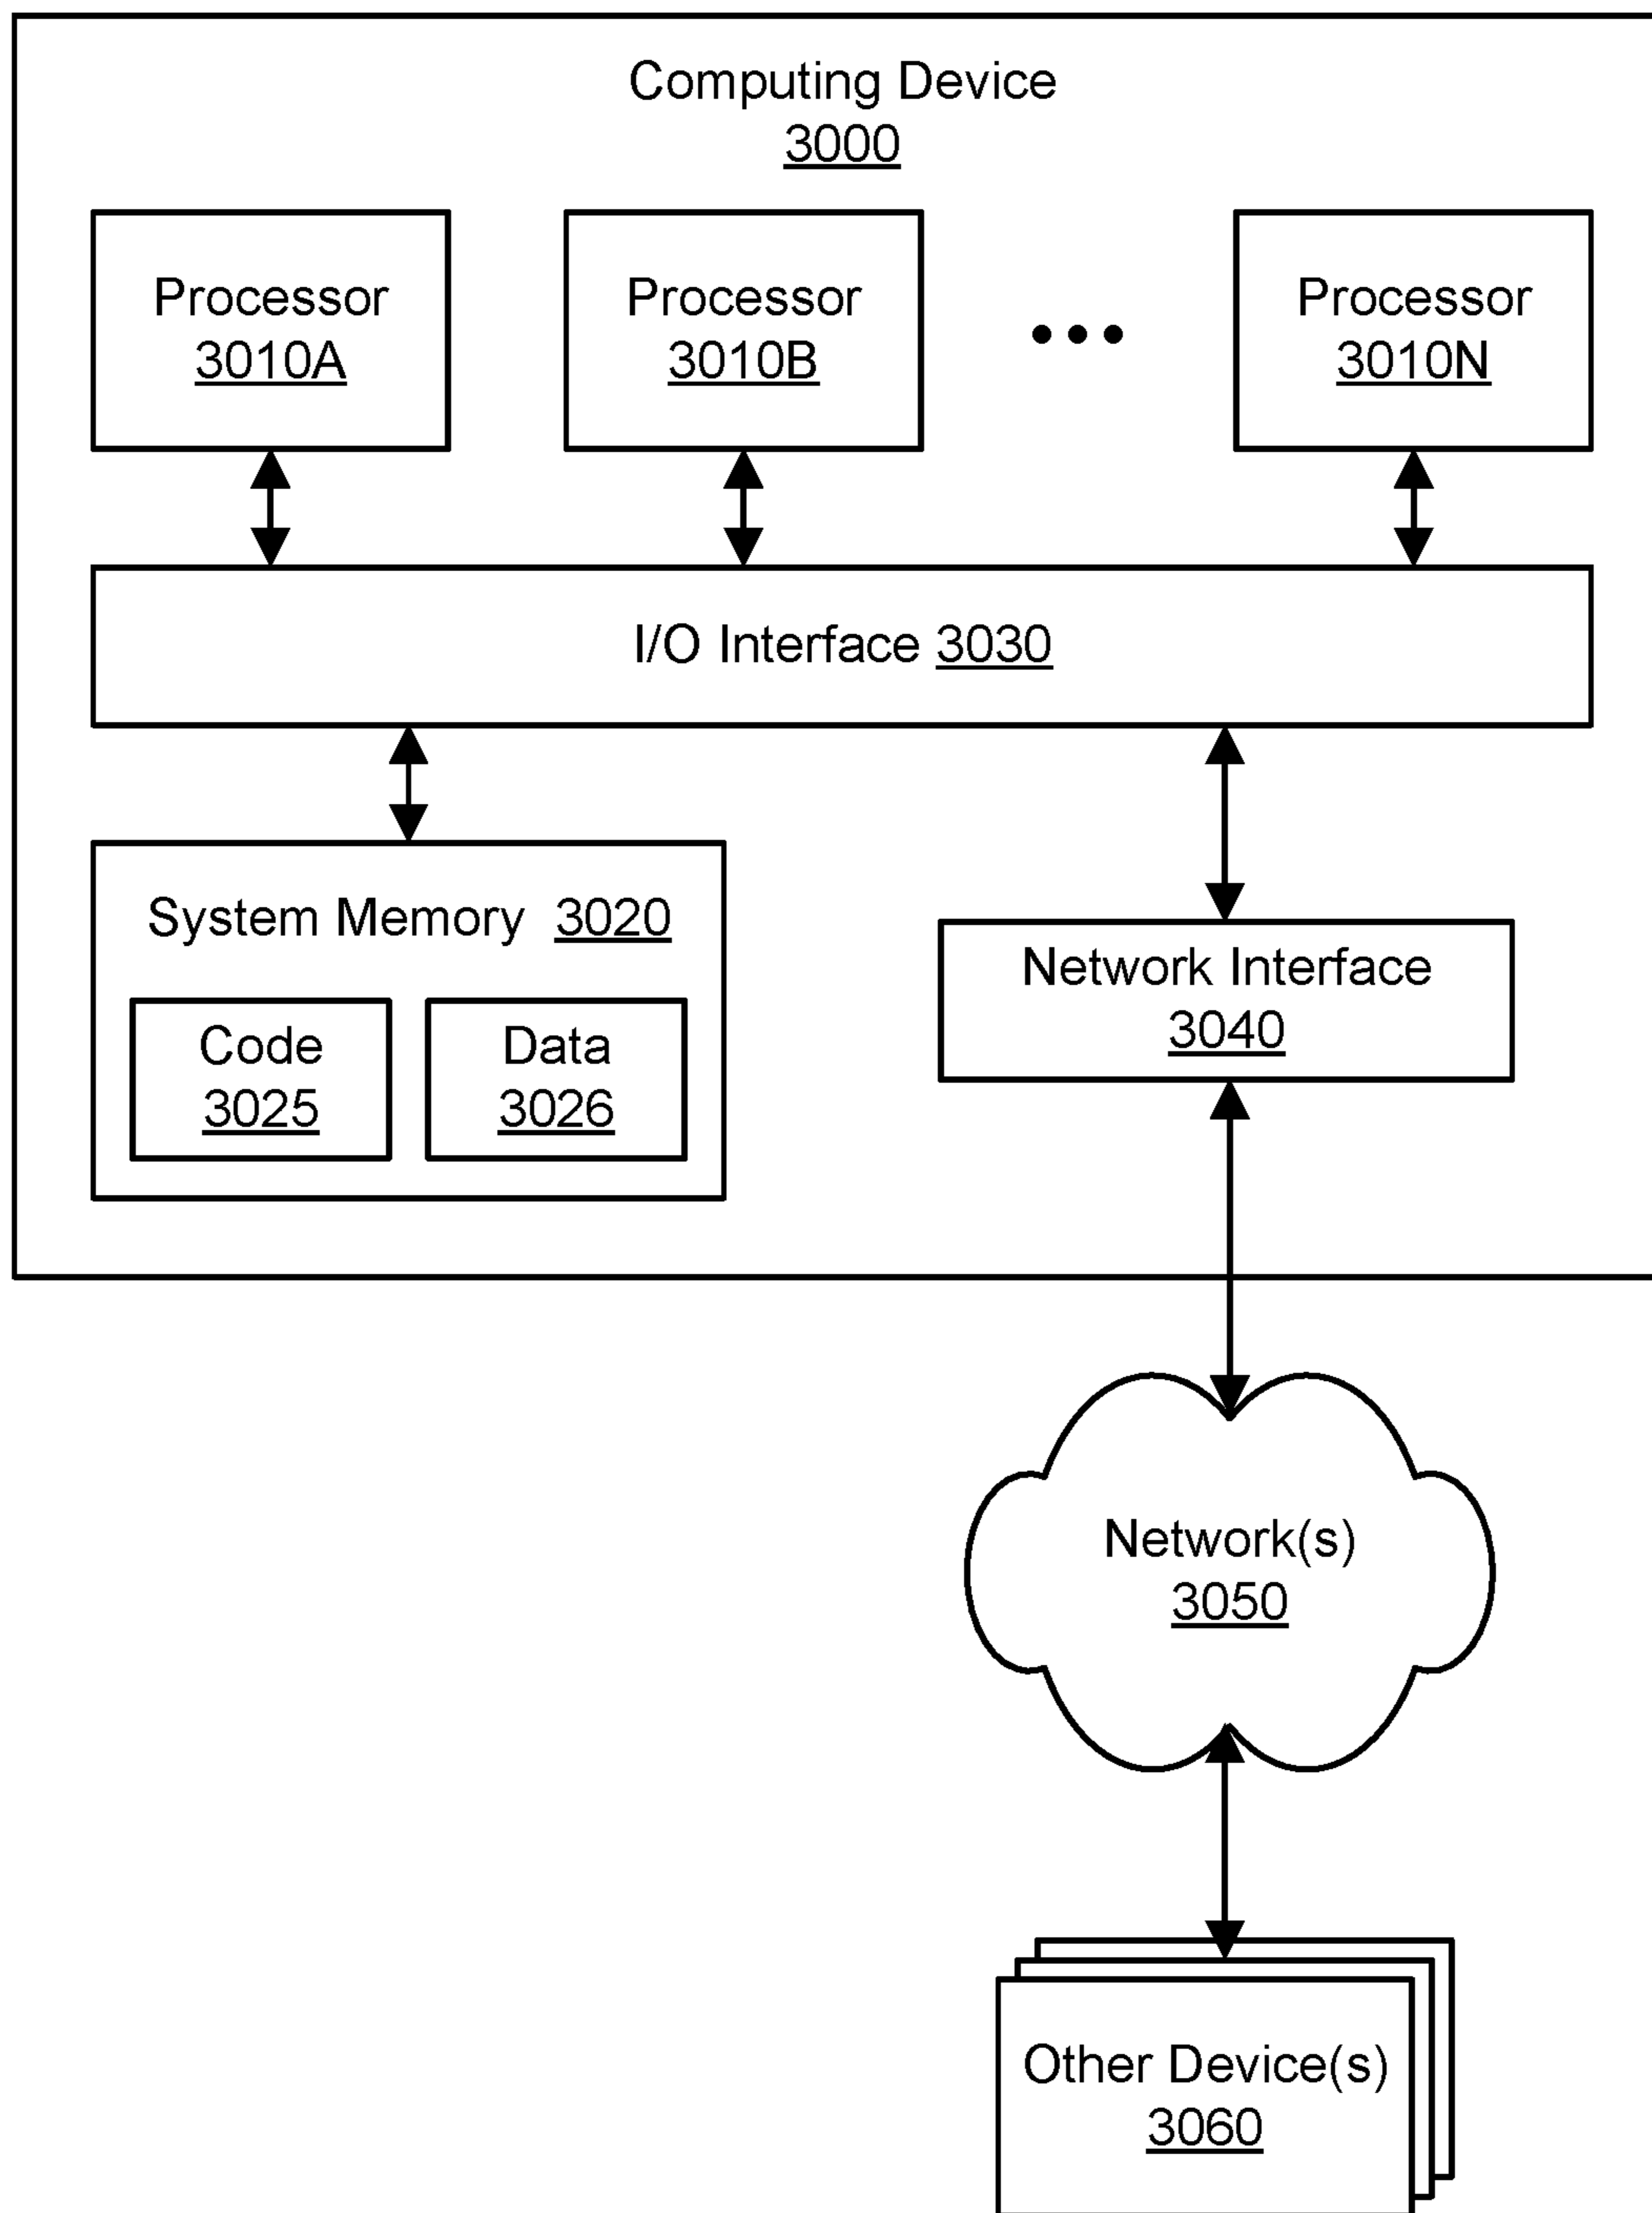 Computing Device
3000
Processor
3010A
Processor
3010B
Processor
3010N
I/O Interface 3030
System Memory 3020
Code
3025
Data
3026
Network Interface
3040
Network(s)
3050
Other Device(s)
3060